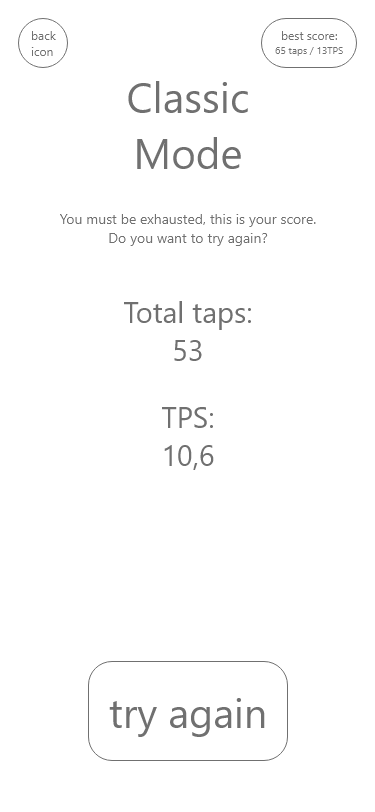 back
icon
best score:
65 taps / 13TPS
Classic
Mode
You must be exhausted, this is your score.
Do you want to try again?
Total taps:
53
TPS:
10,6
try again